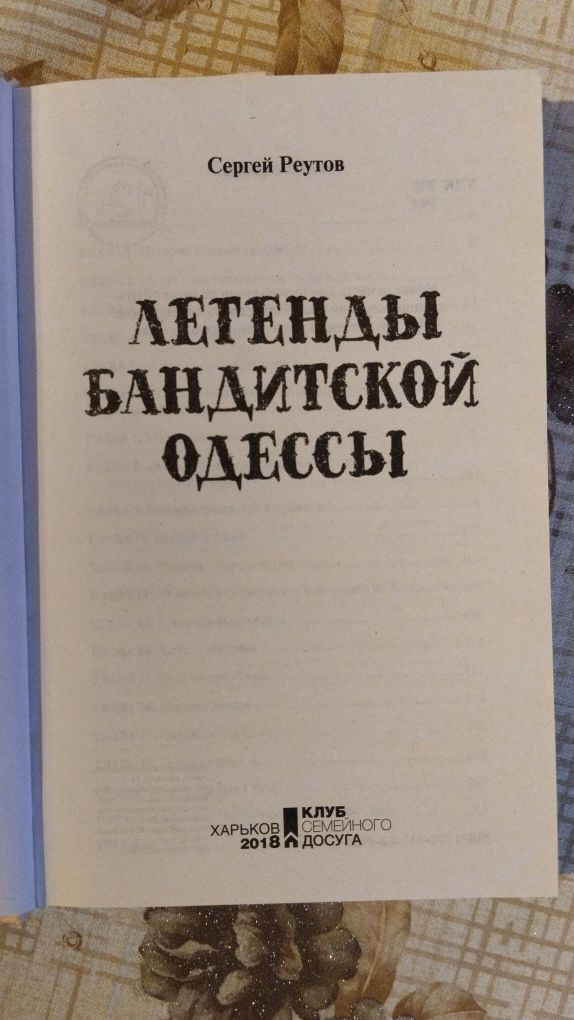 Сергей Реутов
ЛЕГЕНДЫ
БАНДИТСКОЙ
ОДЕССЫ
ХАРЬКОВ
2018
КЛУБ
СЕМЕЙНОГО
ДОСУГА